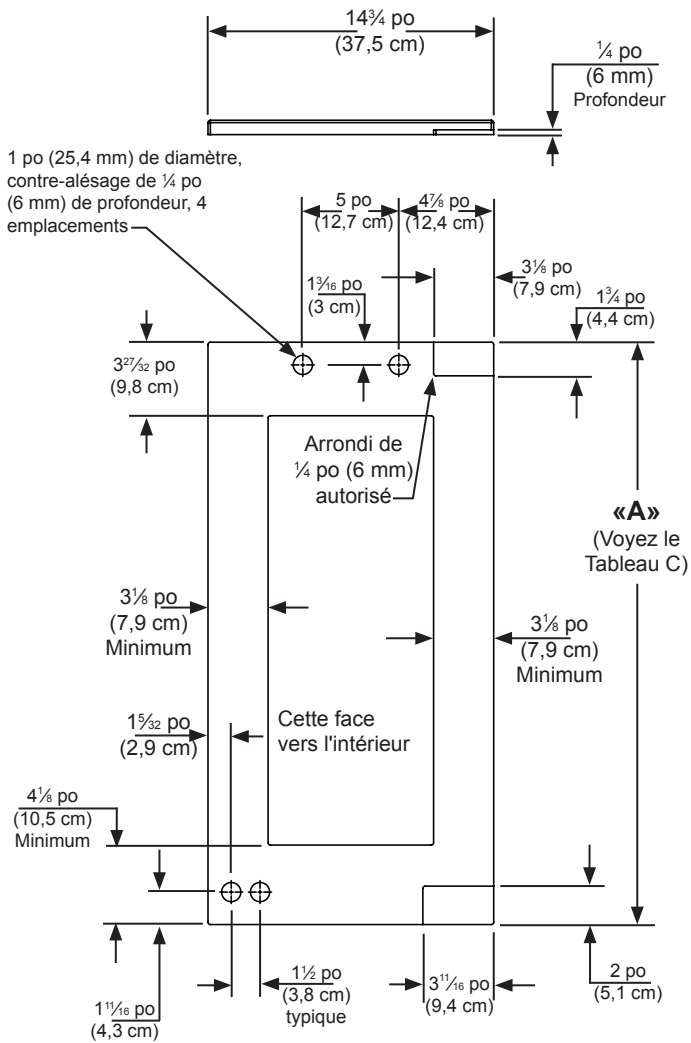 14¾ po
(37,5 cm)
¼ po
(6 mm)
Profondeur
1 po (25,4 mm) de diamètre,
contre-alésage de ¼ po
(6 mm) de profondeur, 4
emplacements
5 po
(12,7 cm)
4⅞ po
(12,4 cm)
3⅛ po
(7,9 cm)
1³⁄₁₆ po
(3 cm)
1¾ po
(4,4 cm)
3²⁷⁄₃₂ po
(9,8 cm)
Arrondi de
¼ po (6 mm)
autorisé
«A»
(Voyez le
Tableau C)
3⅛ po
(7,9 cm)
Minimum
3⅛ po
(7,9 cm)
Minimum
1⁵⁄₃₂ po
(2,9 cm)
Cette face
vers l'intérieur
4⅛ po
(10,5 cm)
Minimum
1½ po
(3,8 cm)
typique
3¹¹⁄₁₆ po
(9,4 cm)
2 po
(5,1 cm)
1¹¹⁄₁₆ po
(4,3 cm)